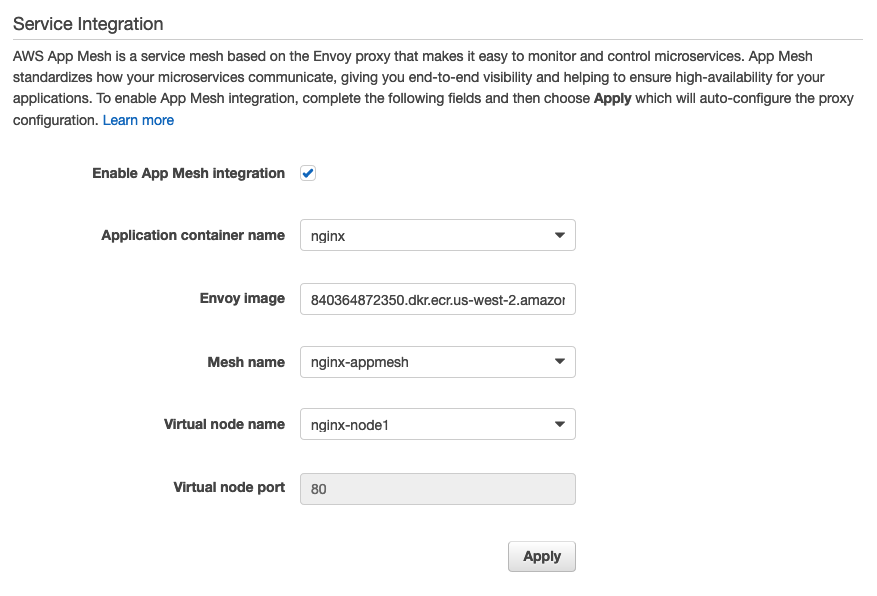 Service Integration
AWS App Mesh is a service mesh based on the Envoy proxy that makes it easy to monitor and control microservices. App Mesh
standardizes how your microservices communicate, giving you end-to-end visibility and helping to ensure high-availability for your
applications. To enable App Mesh integration, complete the following fields and then choose Apply which will auto-configure the proxy
configuration. Learn more
Enable App Mesh integration
Application container name nginx
Envoy image 840364872350.dkr.ecr.us-west-2.amazor
Mesh name nginx-appmesh
Virtual node name nginx-node1
Virtual node port 80
Apply